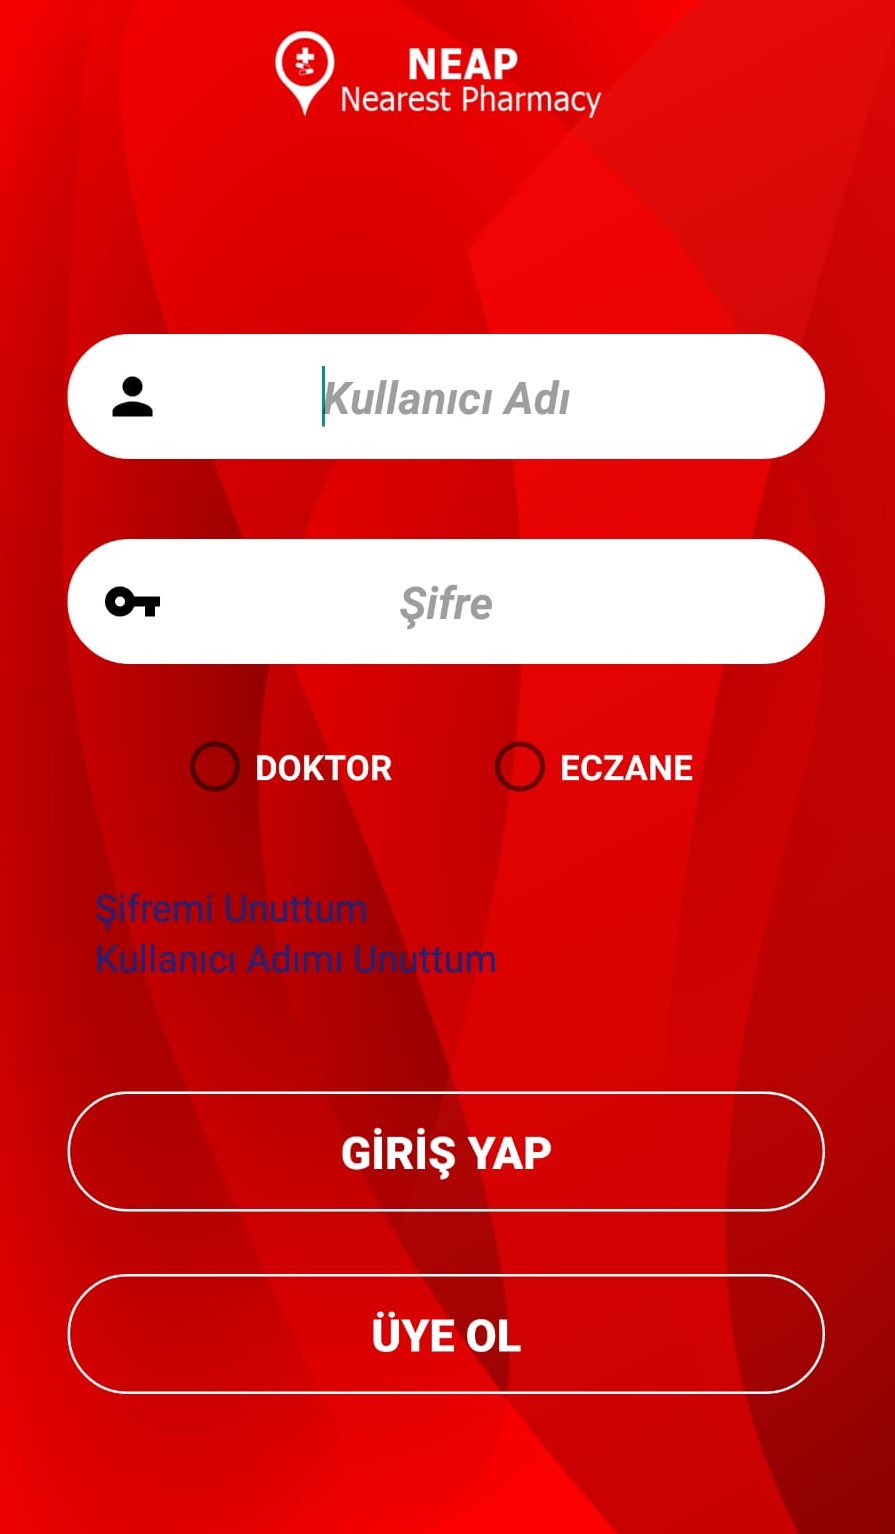 NEAP
Nearest Pharmacy
Kullanıcı Adı
Şifre
DOKTOR ECZANE
Şifremi Unuttum
Kullanıcı Adımı Unuttum
GİRİŞ YAP
ÜYE OL